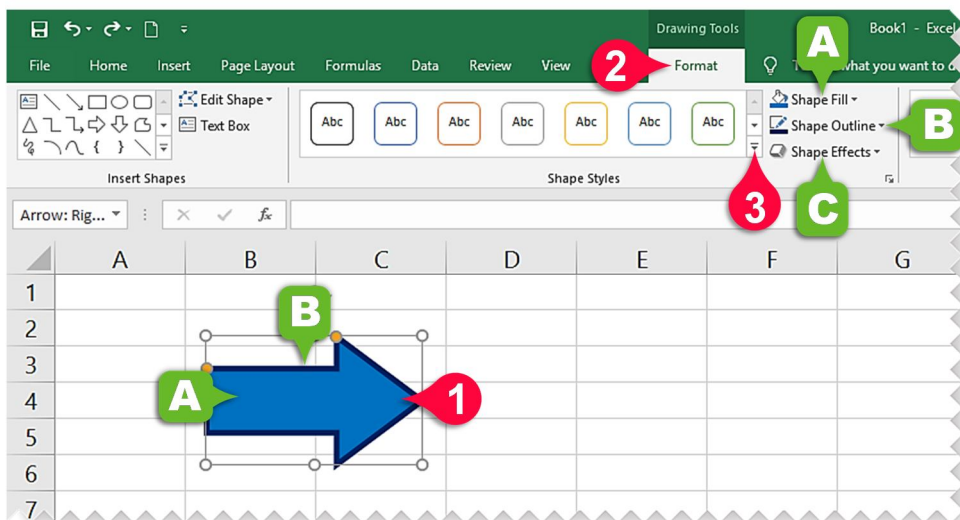 Drawing Tools
Book1 - Excel
A
File Home Insert Page Layout Formulas Data Review View 2 Format what you want to
Edit Shape
Text Box
Insert Shapes
Abc Abc Abc Abc Abc Abc Abc
Shape Styles
Shape Fill
Shape Outline B
Shape Effects
3 C
Arrow: Rig... fx
A B C D E F G
1
2
B
3
4 A 1
5
6
7